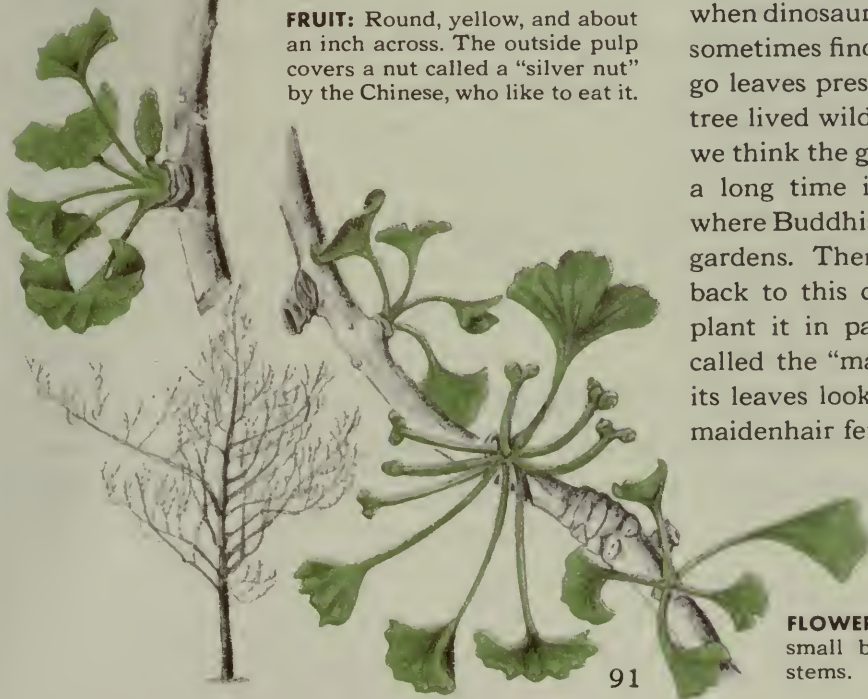 FRUIT: Round, yellow, and about
an inch across. The outside pulp
covers a nut called a “silver nut”
by the Chinese, who like to eat it.
when dinosaur
sometimes find
go leaves pres
tree lived wild
we think the g
a long time i
where Buddhi
gardens. Ther
back to this c
plant it in pa
called the “ma
its leaves look
maidenhair fe
FLOWER
small b
stems.
91